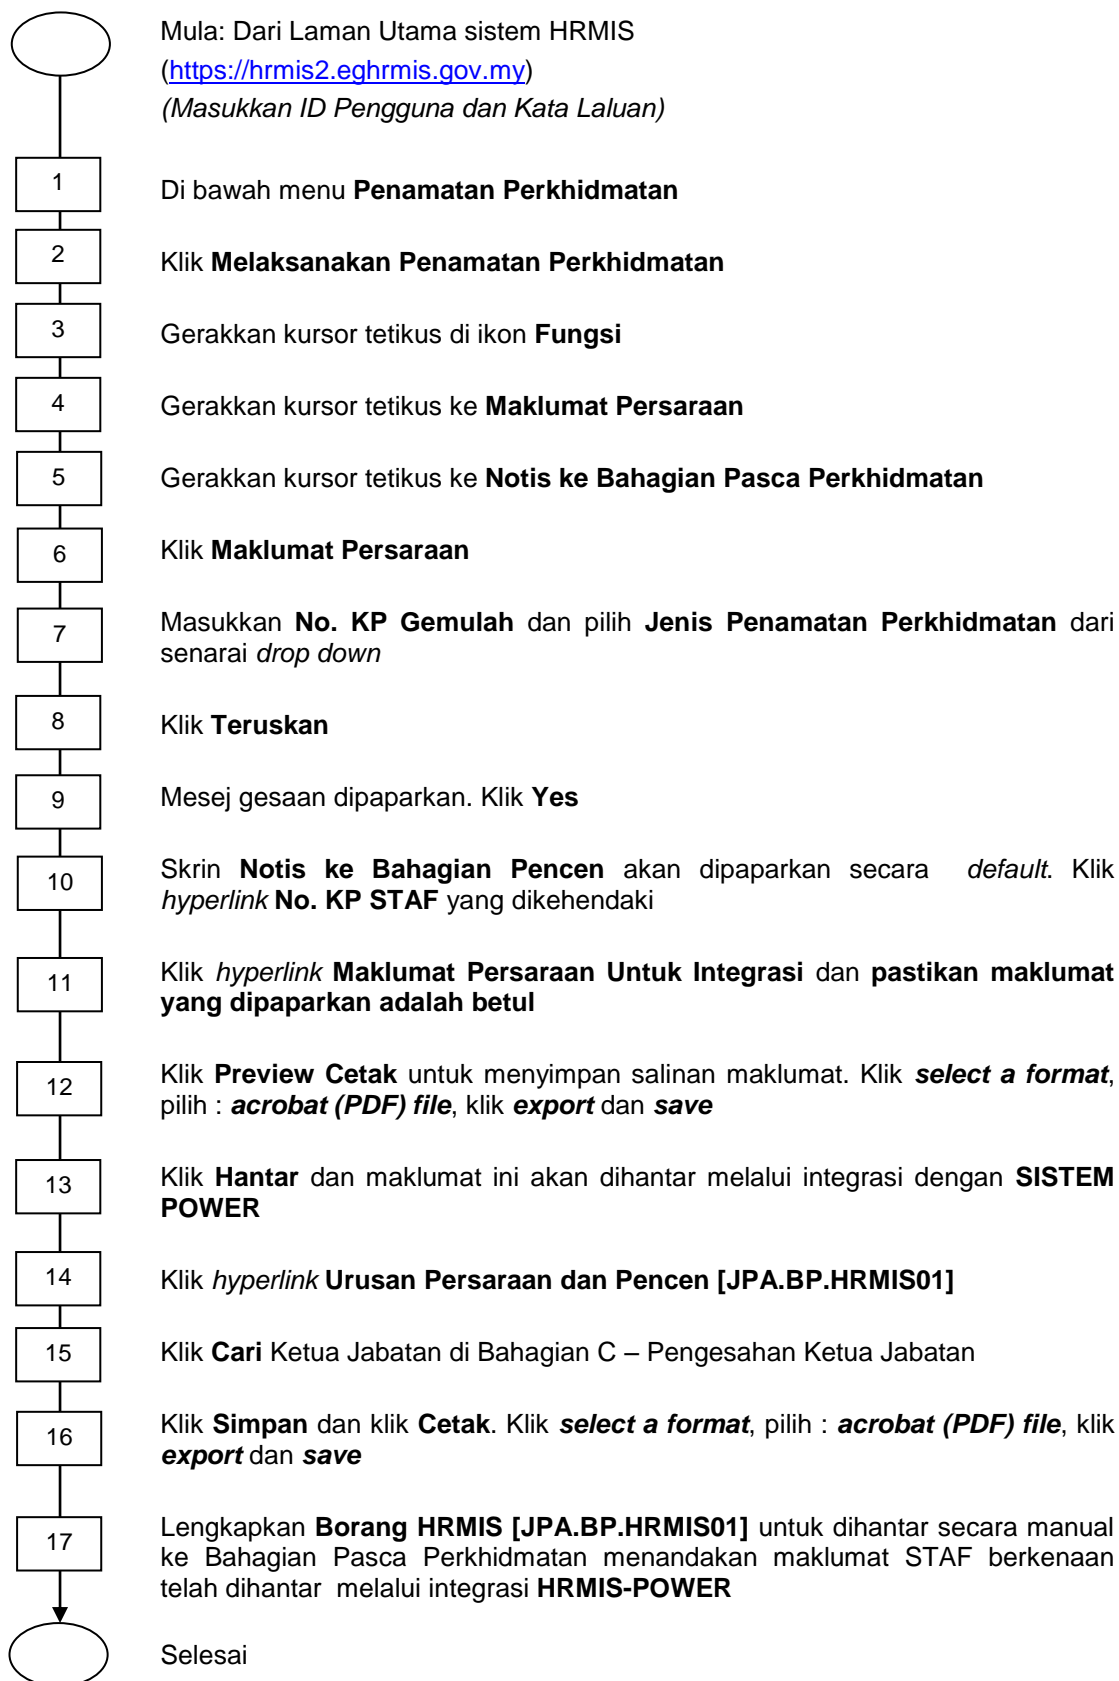 Mula: Dari Laman Utama sistem HRMIS
(https://hrmis2.eghrmis.gov.my)
(Masukkan ID Pengguna dan Kata Laluan)
1
Di bawah menu Penamatan Perkhidmatan
2
Klik Melaksanakan Penamatan Perkhidmatan
3
Gerakkan kursor tetikus di ikon Fungsi
4
Gerakkan kursor tetikus ke Maklumat Persaraan
5
Gerakkan kursor tetikus ke Notis ke Bahagian Pasca Perkhidmatan
6
Klik Maklumat Persaraan
7
Masukkan No. KP Gemulah dan pilih Jenis Penamatan Perkhidmatan dari
senarai drop down
8
Klik Teruskan
9
Mesej gesaan dipaparkan. Klik Yes
10
Skrin Notis ke Bahagian Pencen akan dipaparkan secara default. Klik
hyperlink No. KP STAF yang dikehendaki
11
Klik hyperlink Maklumat Persaraan Untuk Integrasi dan pastikan maklumat
yang dipaparkan adalah betul
12
Klik Preview Cetak untuk menyimpan salinan maklumat. Klik select a format,
pilih : acrobat (PDF) file, klik export dan save
13
Klik Hantar dan maklumat ini akan dihantar melalui integrasi dengan SISTEM
POWER
14
Klik hyperlink Urusan Persaraan dan Pencen [JPA.BP.HRMIS01]
15
Klik Cari Ketua Jabatan di Bahagian C – Pengesahan Ketua Jabatan
16
Klik Simpan dan klik Cetak. Klik select a format, pilih : acrobat (PDF) file, klik
export dan save
17
Lengkapkan Borang HRMIS [JPA.BP.HRMIS01] untuk dihantar secara manual
ke Bahagian Pasca Perkhidmatan menandakan maklumat STAF berkenaan
telah dihantar melalui integrasi HRMIS-POWER
Selesai